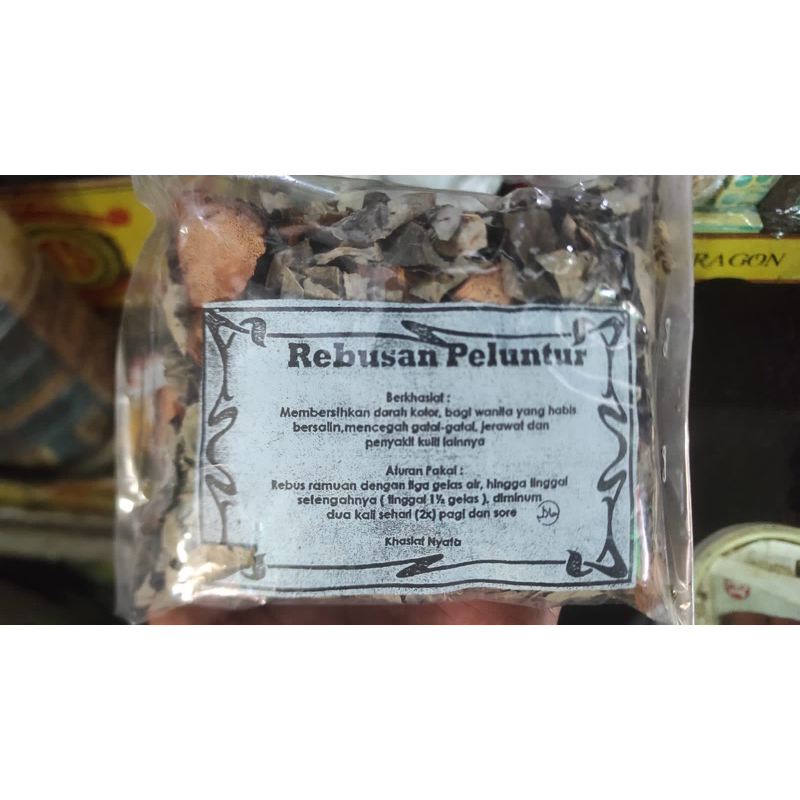 RAGON
Rebusan Peluntur
Berkhasiat :
Membersihkan darah kotor, bagi wanita yang habis
bersalin,mencegah gatal-gatal, jerawat dan
penyakit kulit lainnya
Aturan Pakai :
Rebus ramuan dengan tiga gelas air, hingga tinggal
setengahnya ( tinggal 1½ gelas ), diminum
dua kali sehari (2x) pagi dan sore
Khasiat Nyata